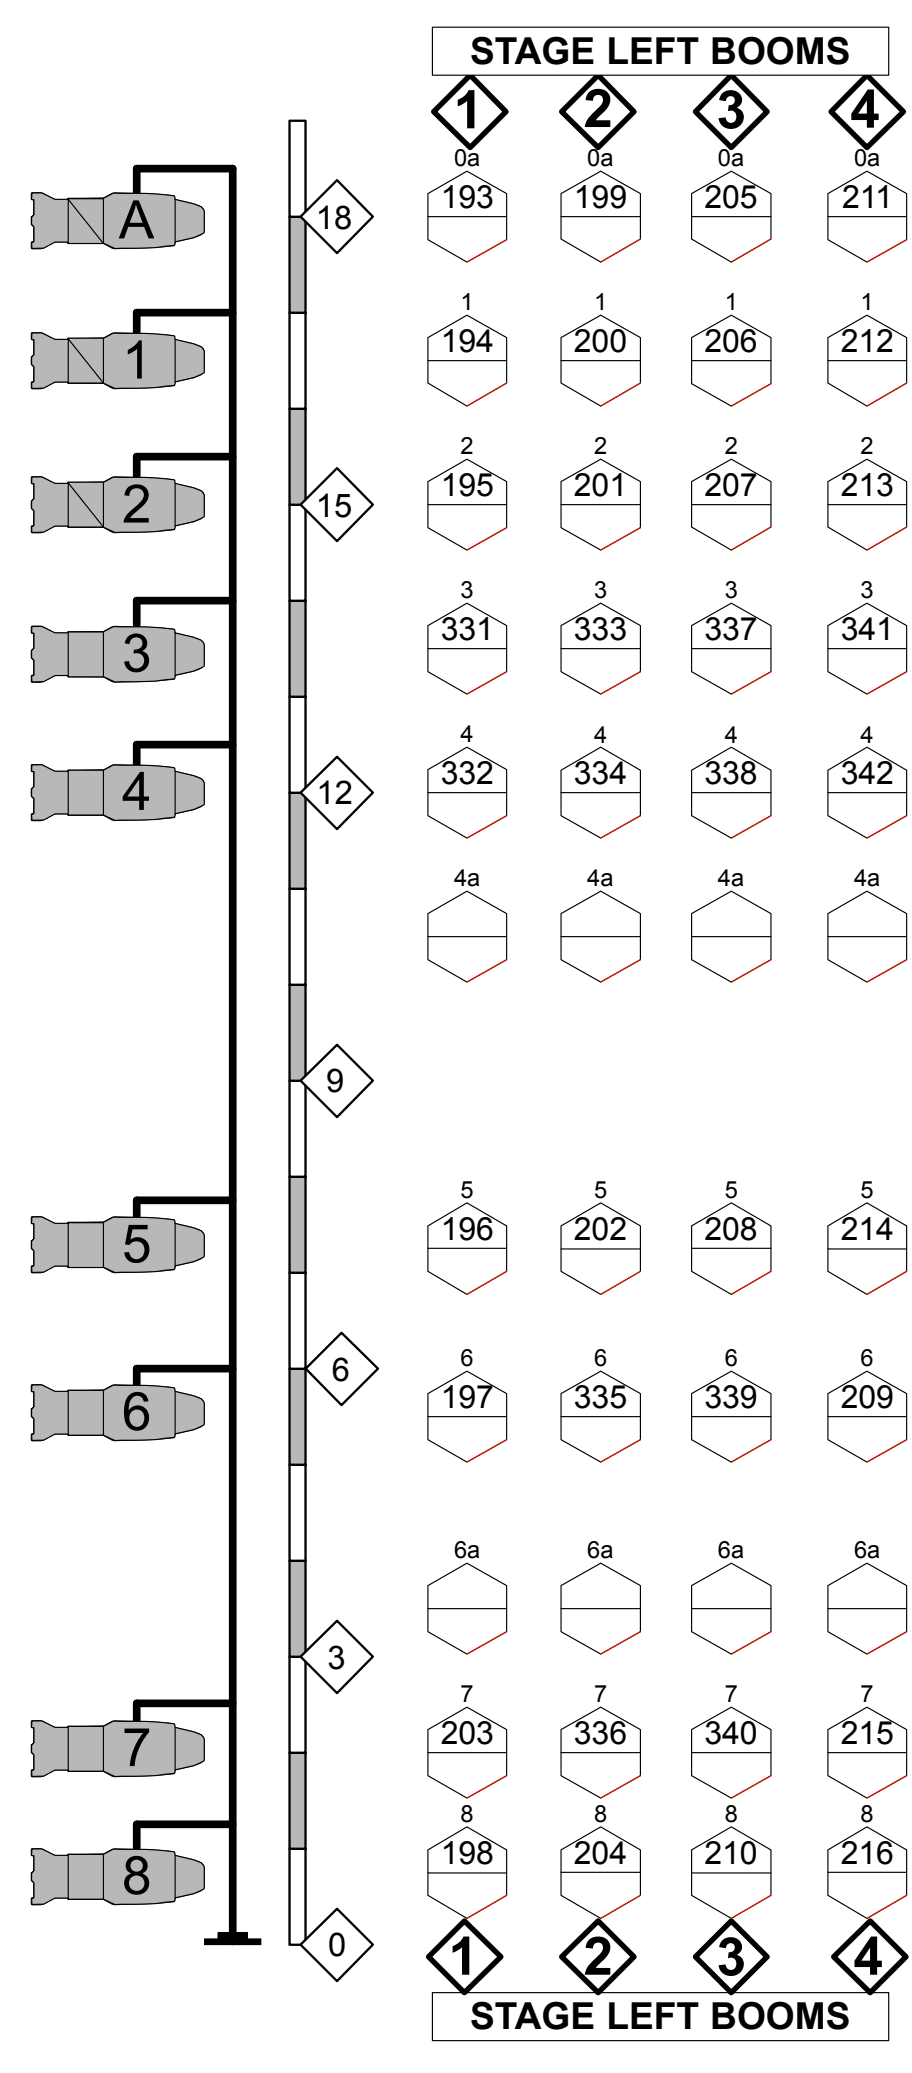 STAGE LEFT BOOMS
1 2 3 4
0a 0a 0a 0a
A 18 193 199 205 211
1 1 1 1
1 194 200 206 212
2 2 2 2
2 15 195 201 207 213
3 3 3 3
3 331 333 337 341
4 4 4 4
4 12 332 334 338 342
4a 4a 4a 4a
9
5 5 5 5
5 196 202 208 214
6 6 6 6
6
6 197 335 339 209
6a 6a 6a 6a
3
7 7 7 7
7 203 336 340 215
8 8 8 8
8 198 204 210 216
0 1 2 3 4
STAGE LEFT BOOMS